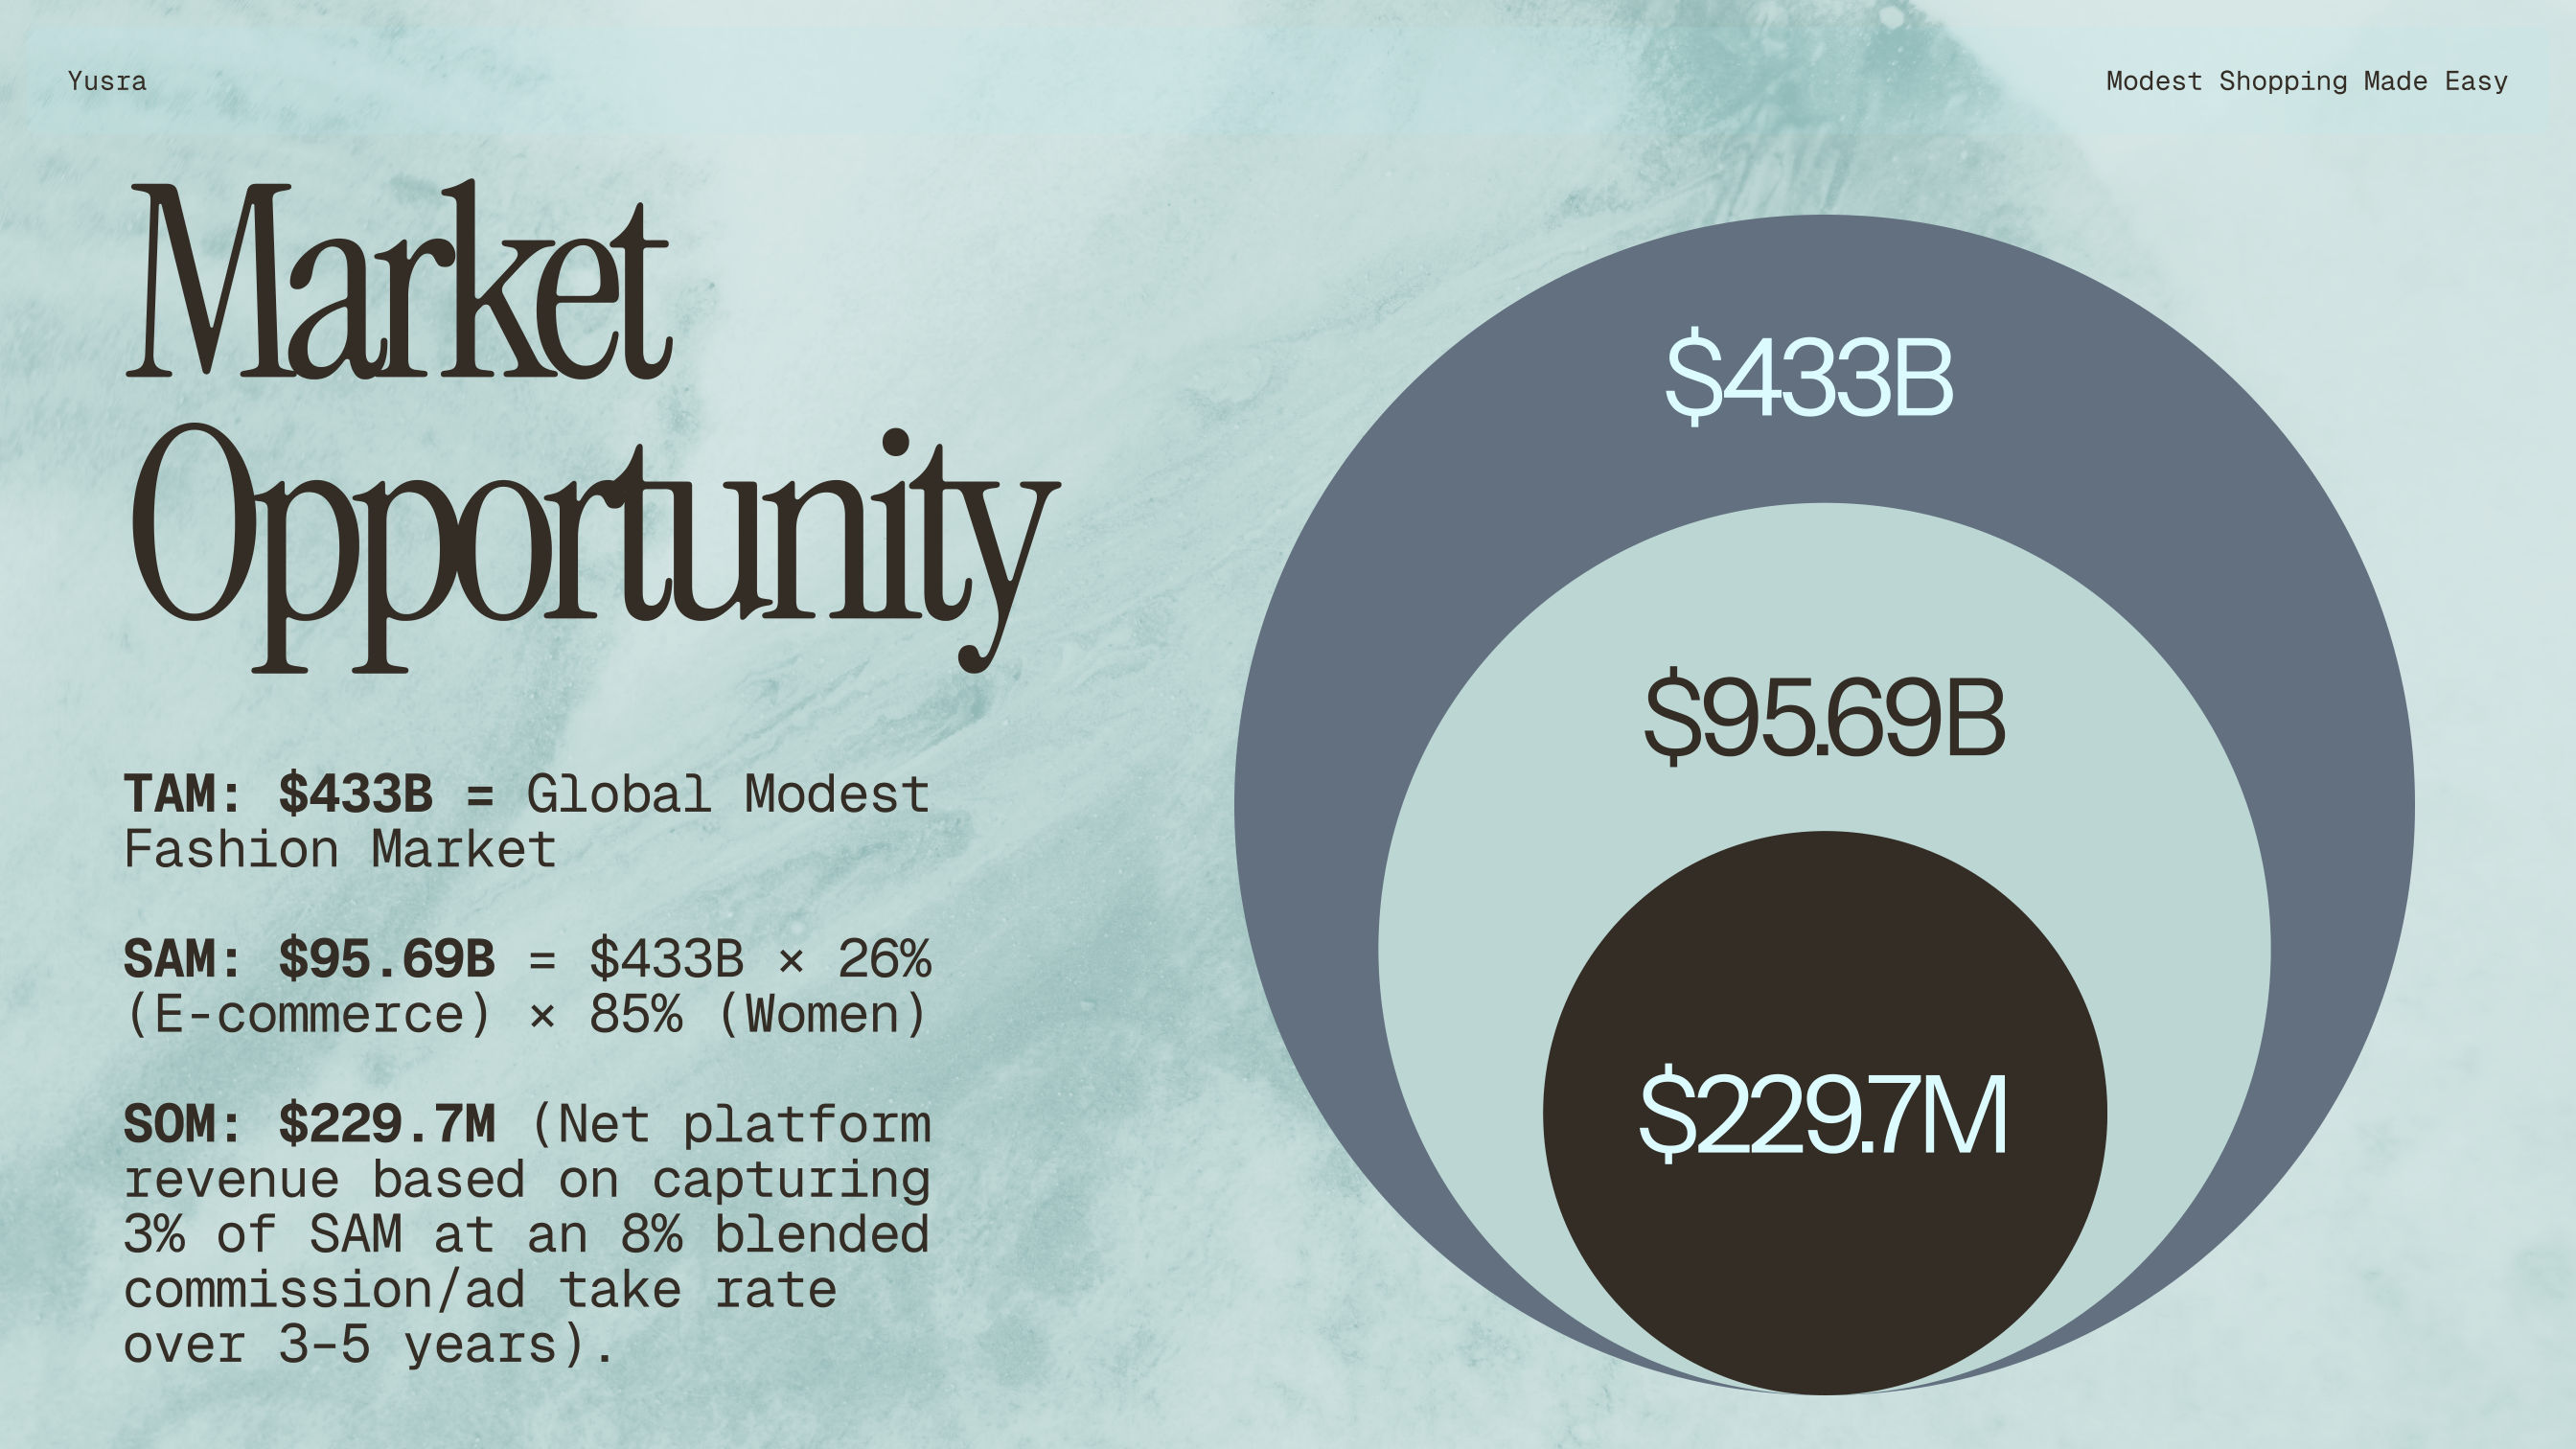 Yusra
Modest Shopping Made Easy
Market
Opportunity
TAM: $433B = Global Modest
Fashion Market
SAM: $95.69B = $433B × 26%
(E-commerce) × 85% (Women)
SOM: $229.7M (Net platform
revenue based on capturing
3% of SAM at an 8% blended
commission/ad take rate
over 3–5 years).
$433B
$95.69B
$229.7M